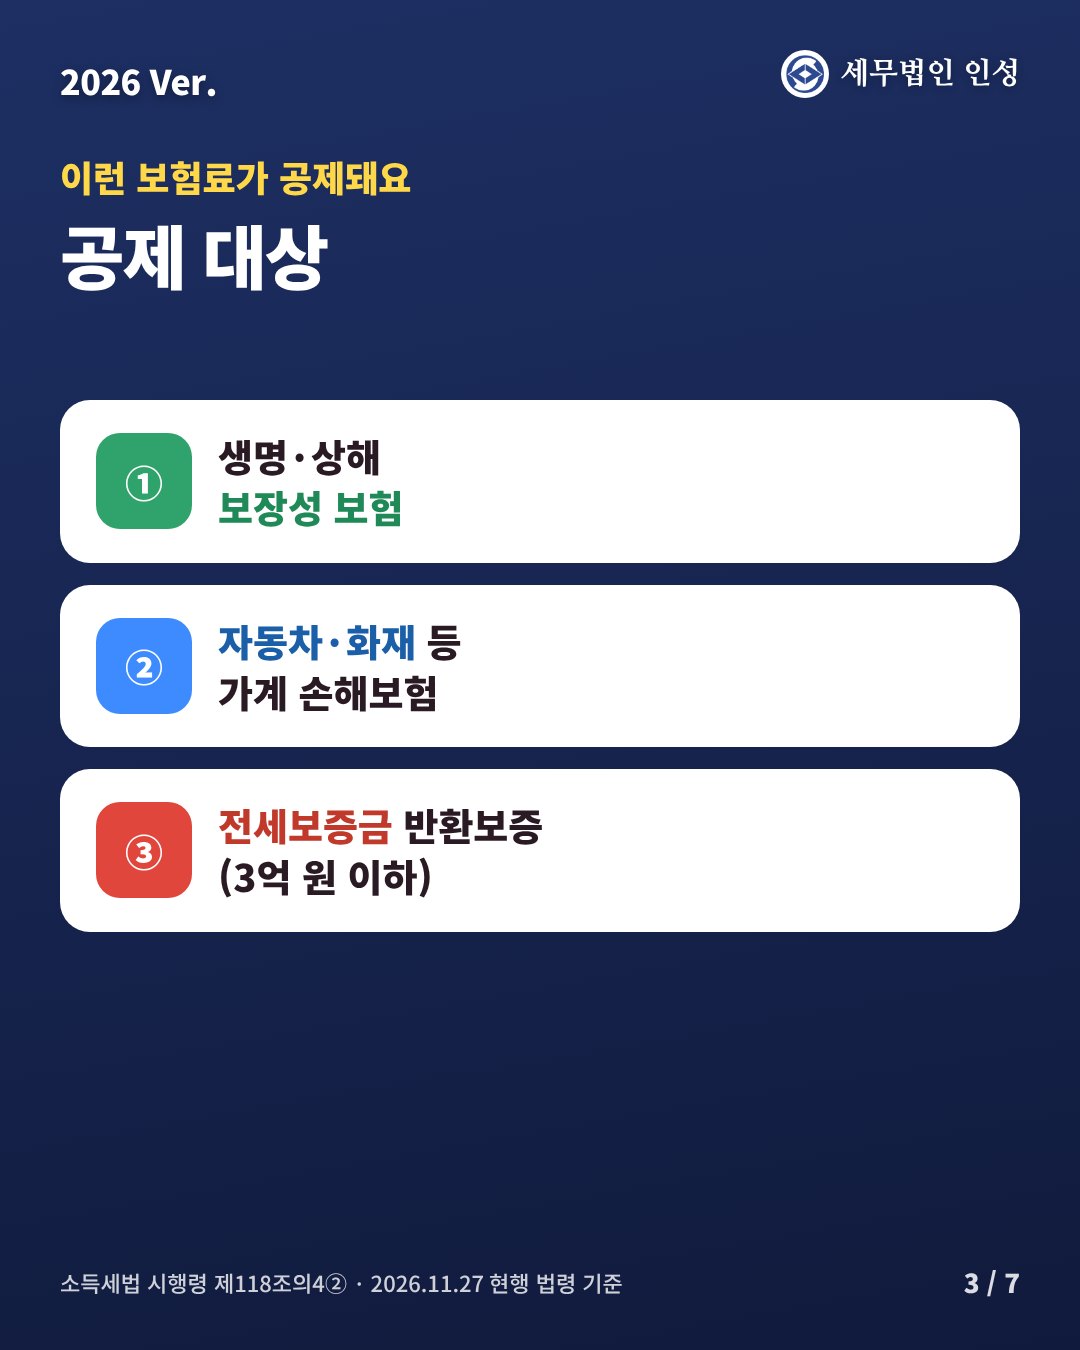 2026 Ver.
세무법인 인성
이런 보험료가 공제돼요
공제 대상
①
생명·상해
보장성 보험
②
자동차·화재 등
가계 손해보험
③
전세보증금 반환보증
(3억 원 이하)
소득세법 시행령 제118조의4② · 2026.11.27 현행 법령 기준
3 / 7